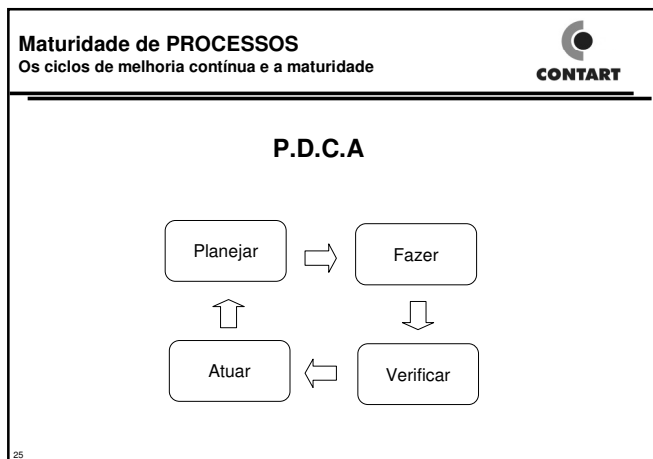 Maturidade de PROCESSOS
Os ciclos de melhoria contínua e a maturidade
CONTART
P.D.C.A
Planejar
Fazer
Atuar
Verificar
25